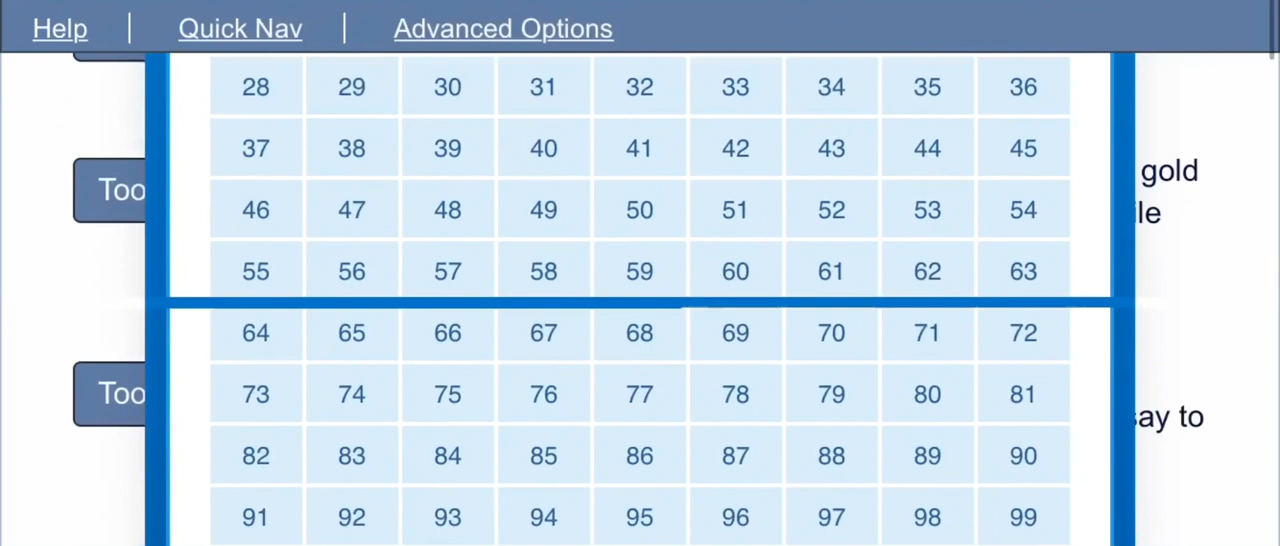 Help | Quick Nav | Advanced Options
28 29 30 31 32 33 34 35 36
37 38 39 40 41 42 43 44 45
Too gold
46 47 48 49 50 51 52 53 54
55 56 57 58 59 60 61 62 63
64 65 66 67 68 69 70 71 72
73 74 75 76 77 78 79 80 81
Too say to
82 83 84 85 86 87 88 89 90
91 92 93 94 95 96 97 98 99